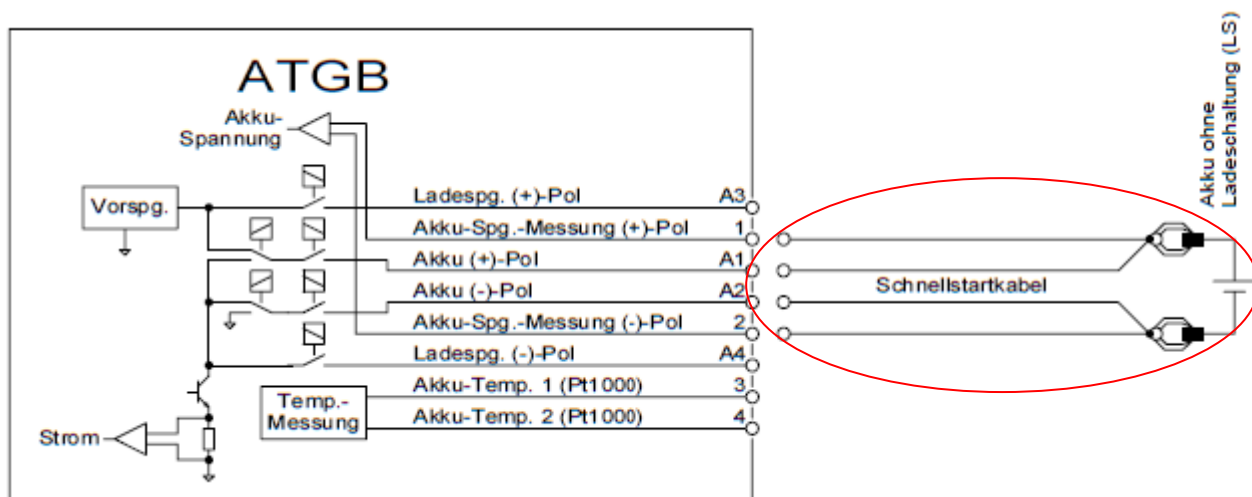 ATGB
Akku-
Spannung
Vorspg.
Ladespg. (+)-Pol A3
Akku-Spg.-Messung (+)-Pol 1
Akku (+)-Pol A1
Akku (-)-Pol A2
Akku-Spg.-Messung (-)-Pol 2
Ladespg. (-)-Pol A4
Akku-Temp. 1 (Pt1000) 3
Akku-Temp. 2 (Pt1000) 4
Temp.-
Messung
Strom
Schnellstartkabel
Akku ohne
Ladeschaltung (LS)